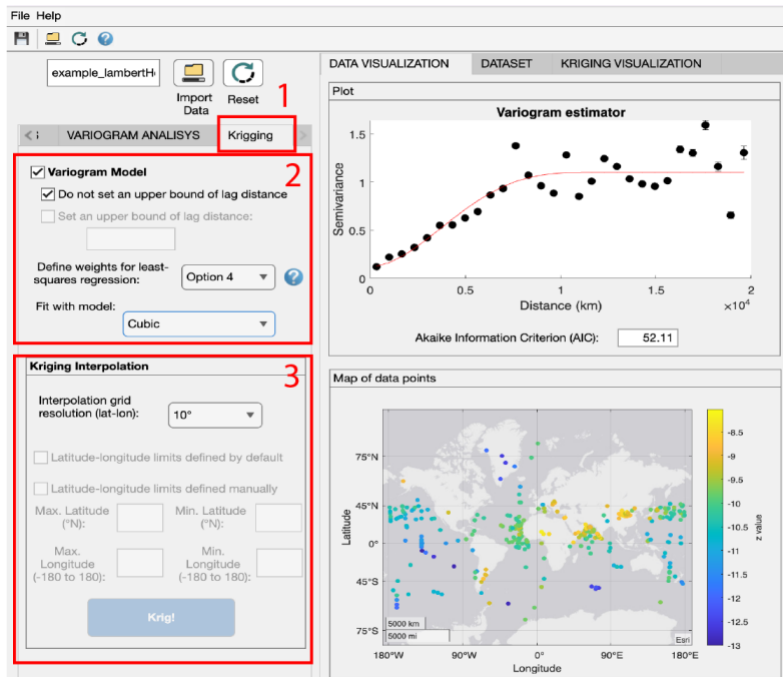 File Help
example_lambertH
Import
Data
Reset
1
VARIOGRAM ANALISYS
Krigging
2
Variogram Model
Do not set an upper bound of lag distance
Set an upper bound of lag distance:
Define weights for least-
squares regression:
Option 4
?
Fit with model:
Cubic
3
Kriging Interpolation
Interpolation grid
resolution (lat-lon):
10°
Latitude-longitude limits defined by default
Latitude-longitude limits defined manually
Max. Latitude
(°N):
Min. Latitude
(°N):
Max.
Longitude
(-180 to 180):
Min.
Longitude
(-180 to 180):
Krig!
DATA VISUALIZATION
DATASET
KRIGING VISUALIZATION
Plot
Variogram estimator
Semivariance
1.5
1
0.5
0
0
0.5
1
1.5
2
×10⁴
Distance (km)
Akaike Information Criterion (AIC):
52.11
Map of data points
Latitude
75°N
45°N
0°
45°S
75°S
5000 km
5000 mi
Esri
180°W
90°W
0°
90°E
180°E
Longitude
-8.5
-9
-9.5
-10
-10.5
-11
-11.5
-12
-12.5
-13
z value